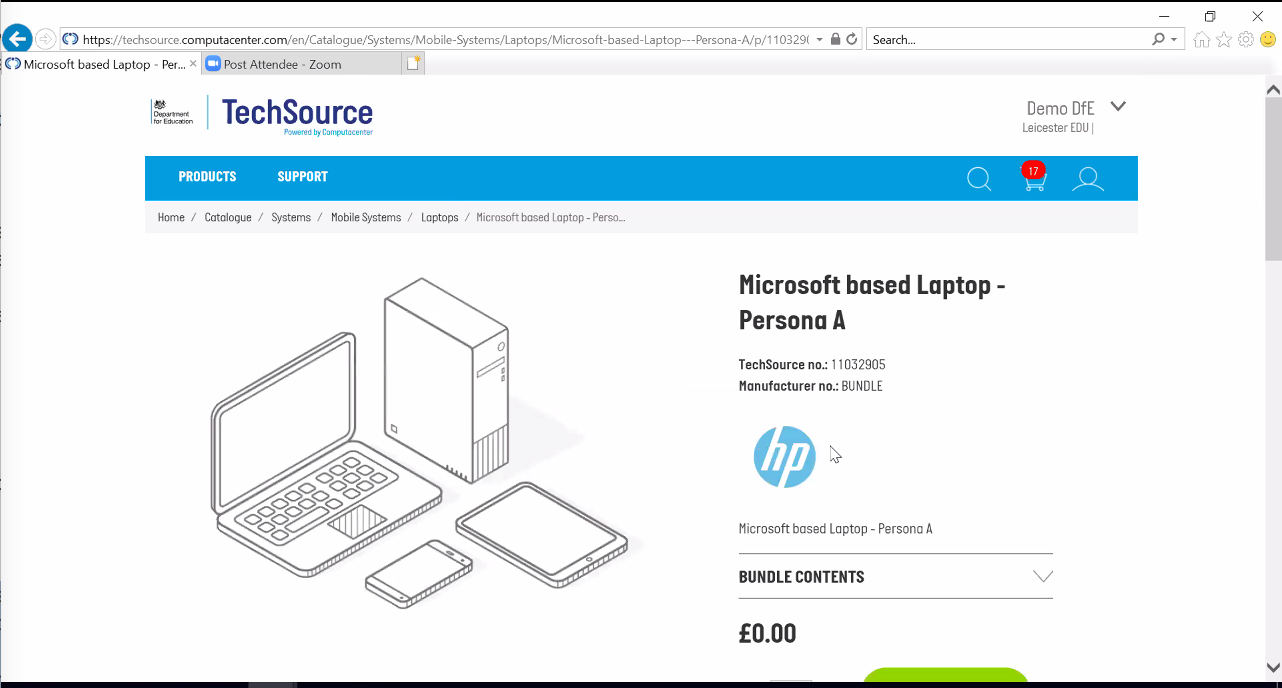 https://techsource.computacenter.com/en/Catalogue/Systems/Mobile-Systems/Laptops/Microsoft-based-Laptop---Persona-A/p/110329(
Search...
Microsoft based Laptop - Per...
Post Attendee - Zoom
Department
for Education
TechSource
Powered by Computacenter
Demo DfE
Leicester EDU |
PRODUCTS
SUPPORT
17
Home / Catalogue / Systems / Mobile Systems / Laptops / Microsoft based Laptop - Perso...
Microsoft based Laptop -
Persona A
TechSource no.: 11032905
Manufacturer no.: BUNDLE
hp
Microsoft based Laptop - Persona A
BUNDLE CONTENTS
£0.00